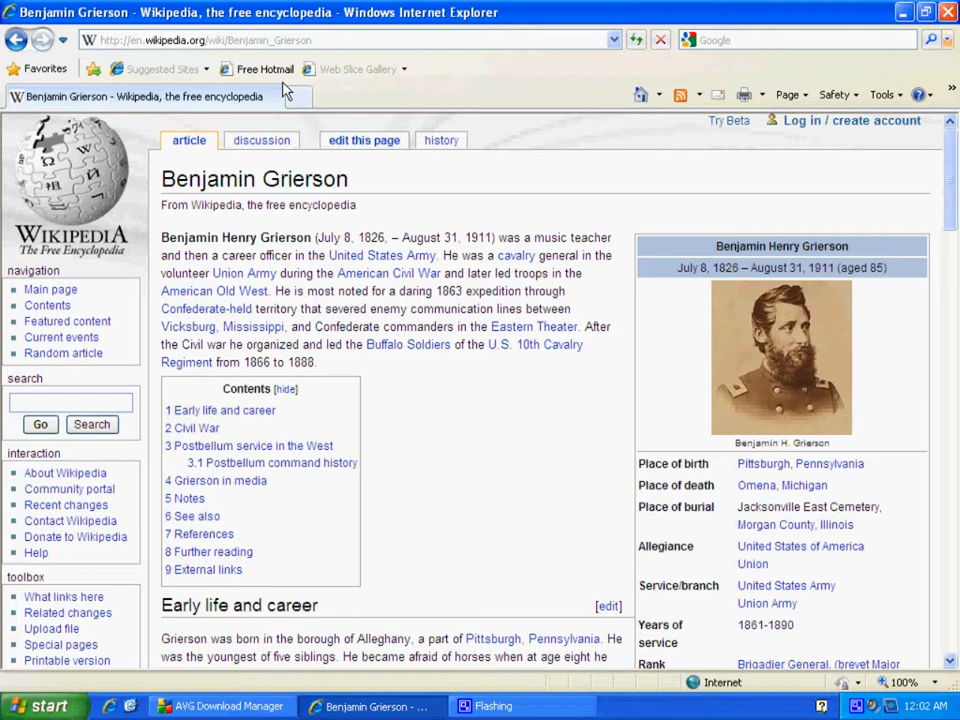 Benjamin Grierson - Wikipedia, the free encyclopedia - Windows Internet Explorer
http://en.wikipedia.org/wiki/Benjamin_Grierson
Google
Favorites
Suggested Sites
Free Hotmail
Web Slice Gallery
Benjamin Grierson - Wikipedia, the free encyclopedia
Page
Safety
Tools
Try Beta
Log in / create account
article
discussion
edit this page
history
WIKIPEDIA
The Free Encyclopedia
navigation
Main page
Contents
Featured content
Current events
Random article
search
Go
Search
interaction
About Wikipedia
Community portal
Recent changes
Contact Wikipedia
Donate to Wikipedia
Help
toolbox
What links here
Related changes
Upload file
Special pages
Printable version
Benjamin Grierson
From Wikipedia, the free encyclopedia
Benjamin Henry Grierson (July 8, 1826, – August 31, 1911) was a music teacher
and then a career officer in the United States Army. He was a cavalry general in the
volunteer Union Army during the American Civil War and later led troops in the
American Old West. He is most noted for a daring 1863 expedition through
Confederate-held territory that severed enemy communication lines between
Vicksburg, Mississippi, and Confederate commanders in the Eastern Theater. After
the Civil war he organized and led the Buffalo Soldiers of the U.S. 10th Cavalry
Regiment from 1866 to 1888.
Contents [hide]
1 Early life and career
2 Civil War
3 Postbellum service in the West
3.1 Postbellum command history
4 Grierson in media
5 Notes
6 See also
7 References
8 Further reading
9 External links
Early life and career
[edit]
Grierson was born in the borough of Alleghany, a part of Pittsburgh, Pennsylvania. He
was the youngest of five siblings. He became afraid of horses when at age eight he
Benjamin Henry Grierson
July 8, 1826 – August 31, 1911 (aged 85)
Benjamin H. Grierson
Place of birth Pittsburgh, Pennsylvania
Place of death Omena, Michigan
Place of burial Jacksonville East Cemetery,
Morgan County, Illinois
Allegiance United States of America
Union
Service/branch United States Army
Union Army
Years of service 1861-1890
Rank Brigadier General, (brevet Major
Internet
100%
start
AVG Download Manager
Benjamin Grierson - ...
Flashing
12:02 AM